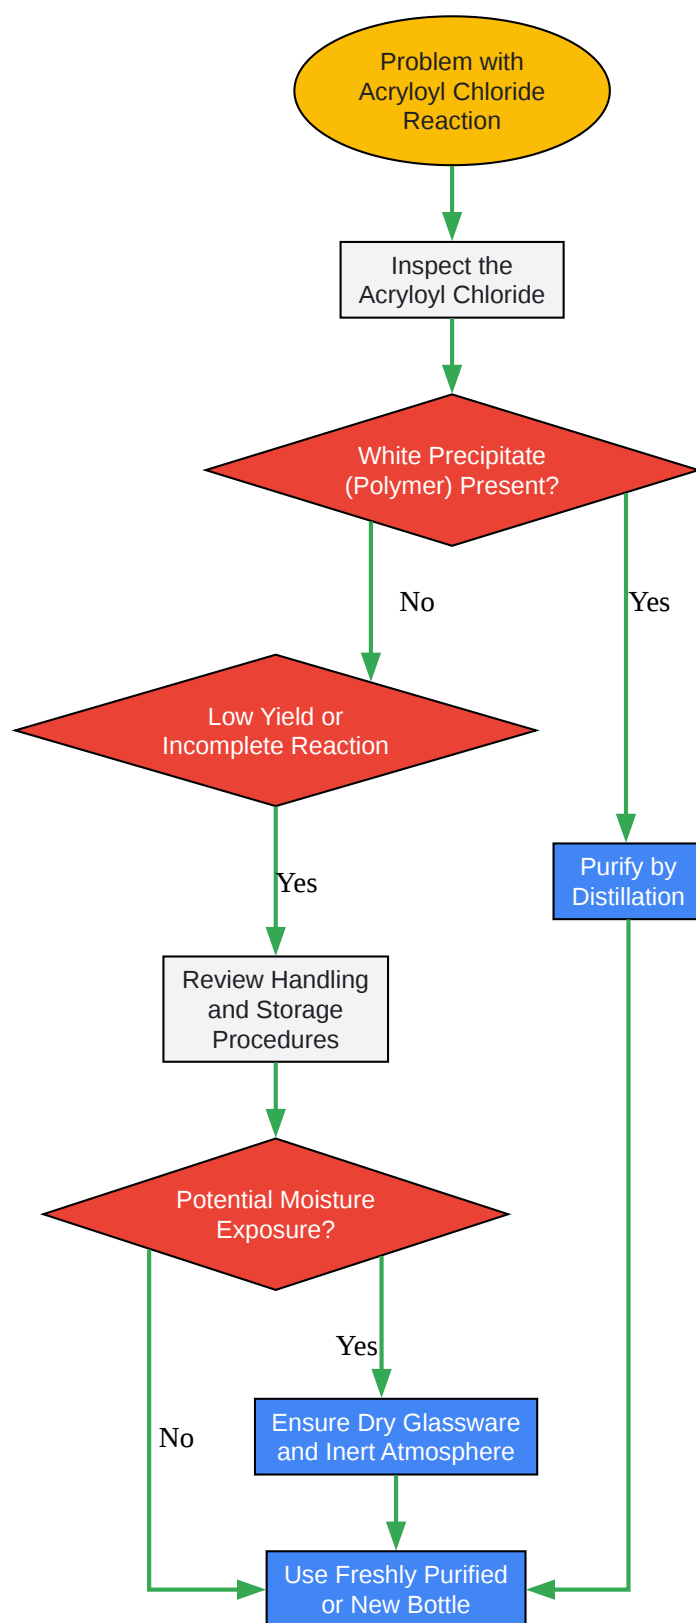 Problem with
Acryloyl Chloride
Reaction
Inspect the
Acryloyl Chloride
White Precipitate
(Polymer) Present?
No
Yes
Low Yield or
Incomplete Reaction
Purify by
Distillation
Yes
Review Handling
and Storage
Procedures
Potential Moisture
Exposure?
Yes
Ensure Dry Glassware
and Inert Atmosphere
No
Use Freshly Purified
or New Bottle